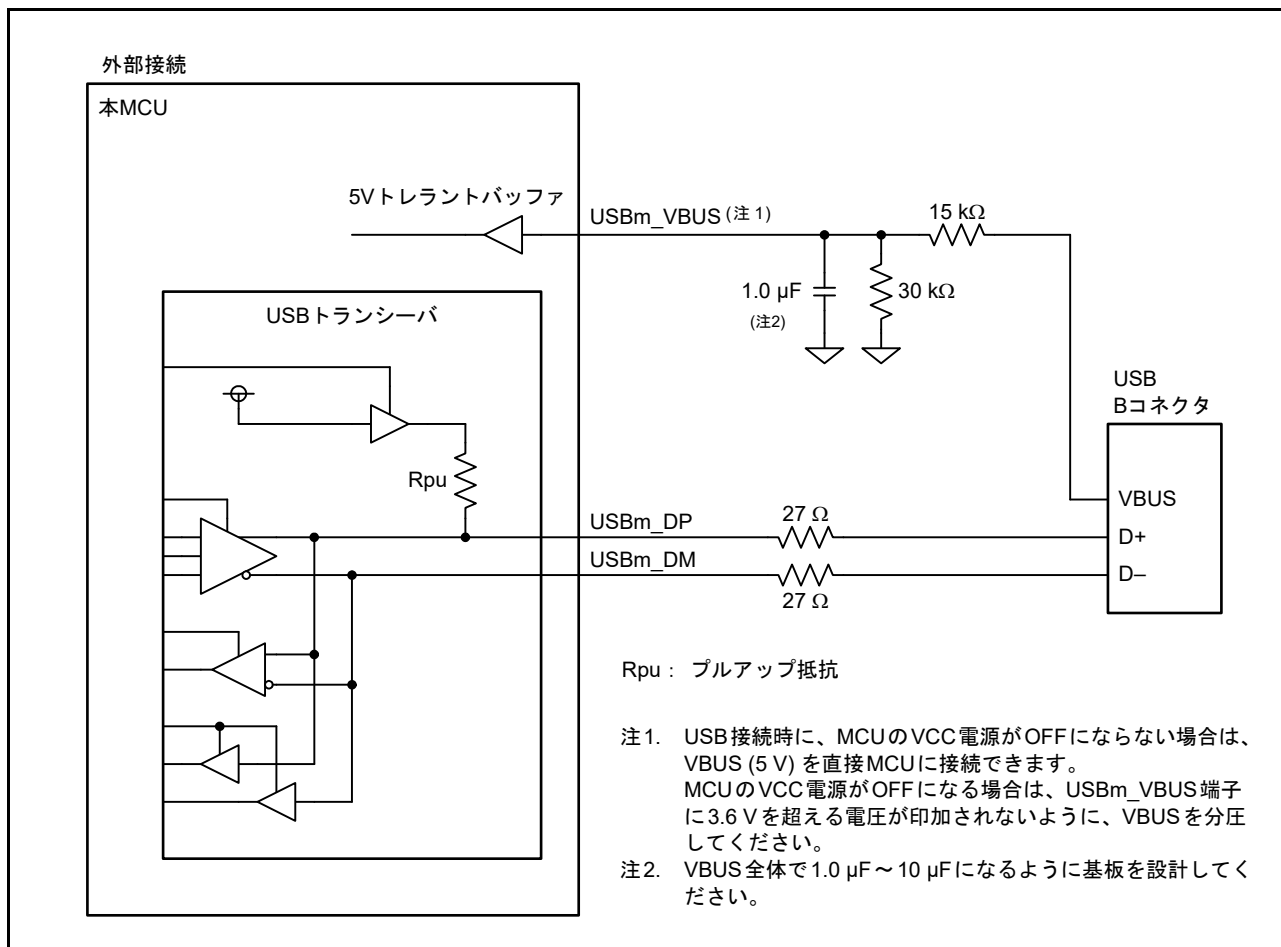 外部接続
本MCU
5Vトレラントバッファ
USBm_VBUS (注 1)
15 kΩ
1.0 µF
(注2)
30 kΩ
USBトランシーバ
USB
Bコネクタ
Rpu
VBUS
USBm_DP
27 Ω
D+
USBm_DM
27 Ω
D–
Rpu : プルアップ抵抗
注1. USB接続時に、MCUのVCC電源がOFFにならない場合は、
VBUS (5 V) を直接MCUに接続できます。
MCUのVCC電源がOFFになる場合は、USBm_VBUS端子
に3.6 Vを超える電圧が印加されないように、VBUSを分圧
してください。
注2. VBUS全体で1.0 µF～10 µFになるように基板を設計してく
ださい。